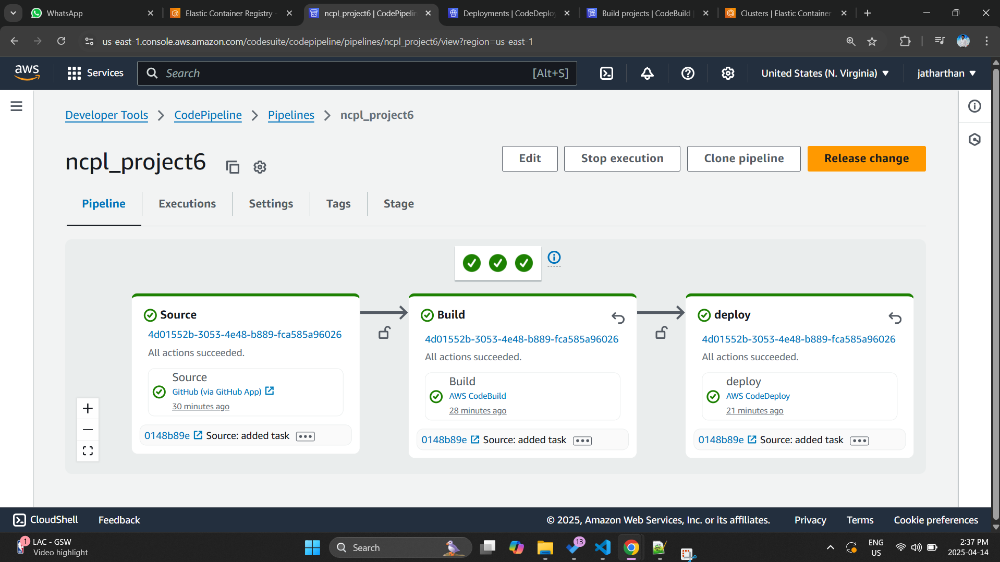 WhatsApp
Elastic Container Registry -
ncpl_project6 | CodePipelin
Deployments | CodeDeploy
Build projects | CodeBuild |
Clusters | Elastic Container
us-east-1.console.aws.amazon.com/codesuite/codepipeline/pipelines/ncpl_project6/view?region=us-east-1
aws
Services
Search
[Alt+S]
United States (N. Virginia)
jatharthan
Developer Tools
CodePipeline
Pipelines
ncpl_project6
ncpl_project6
Edit
Stop execution
Clone pipeline
Release change
Pipeline
Executions
Settings
Tags
Stage
Source
4d01552b-3053-4e48-b889-fca585a96026
All actions succeeded.
Source
GitHub (via GitHub App)
30 minutes ago
0148b89e Source: added task
Build
4d01552b-3053-4e48-b889-fca585a96026
All actions succeeded.
Build
AWS CodeBuild
28 minutes ago
0148b89e Source: added task
deploy
4d01552b-3053-4e48-b889-fca585a96026
All actions succeeded.
deploy
AWS CodeDeploy
21 minutes ago
0148b89e Source: added task
CloudShell
Feedback
© 2025, Amazon Web Services, Inc. or its affiliates.
Privacy
Terms
Cookie preferences
1
LAC - GSW
Video highlight
Search
13
ENG
US
2:37 PM
2025-04-14